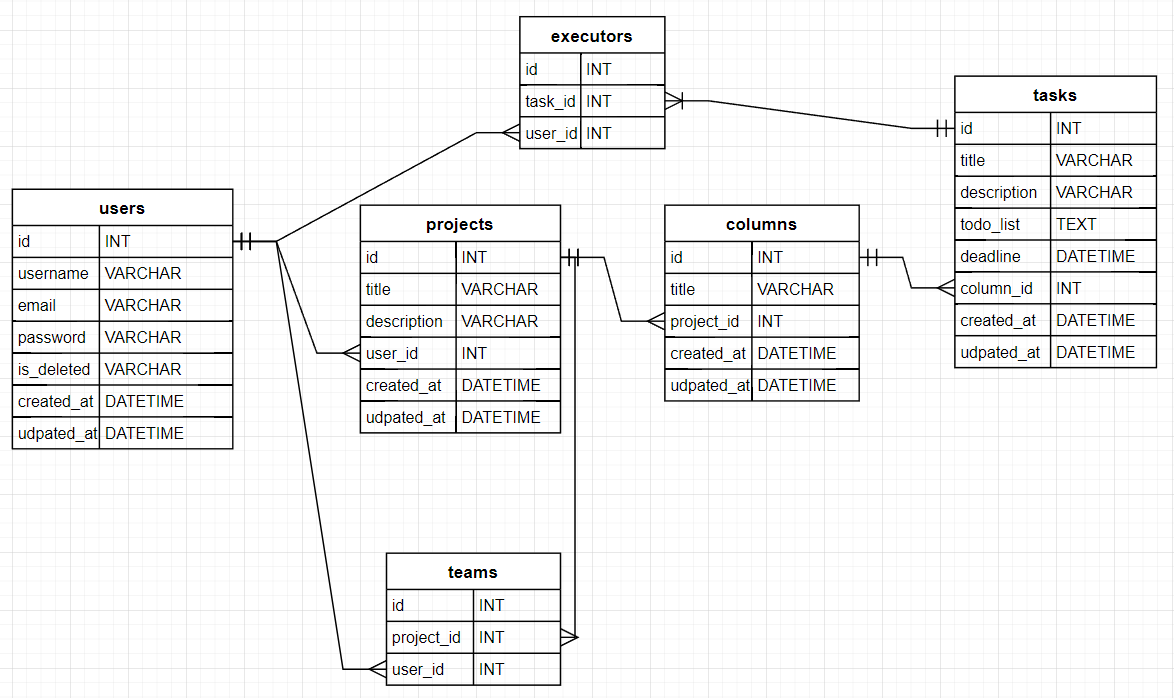 executors
id INT
task_id INT
user_id INT
tasks
id INT
title VARCHAR
description VARCHAR
todo_list TEXT
deadline DATETIME
column_id INT
created_at DATETIME
udpated_at DATETIME
users
id INT
username VARCHAR
email VARCHAR
password VARCHAR
is_deleted VARCHAR
created_at DATETIME
udpated_at DATETIME
projects
id INT
title VARCHAR
description VARCHAR
user_id INT
created_at DATETIME
udpated_at DATETIME
columns
id INT
title VARCHAR
project_id INT
created_at DATETIME
udpated_at DATETIME
teams
id INT
project_id INT
user_id INT